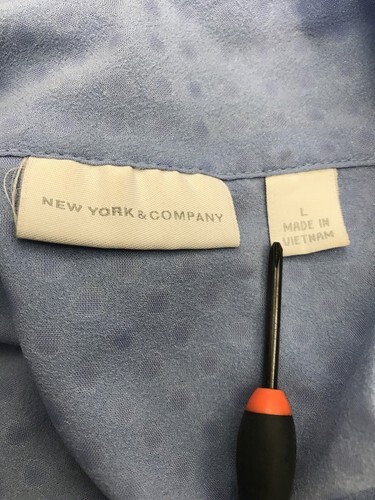 NEW YORK & COMPANY
L
MADE IN
VIETNAM